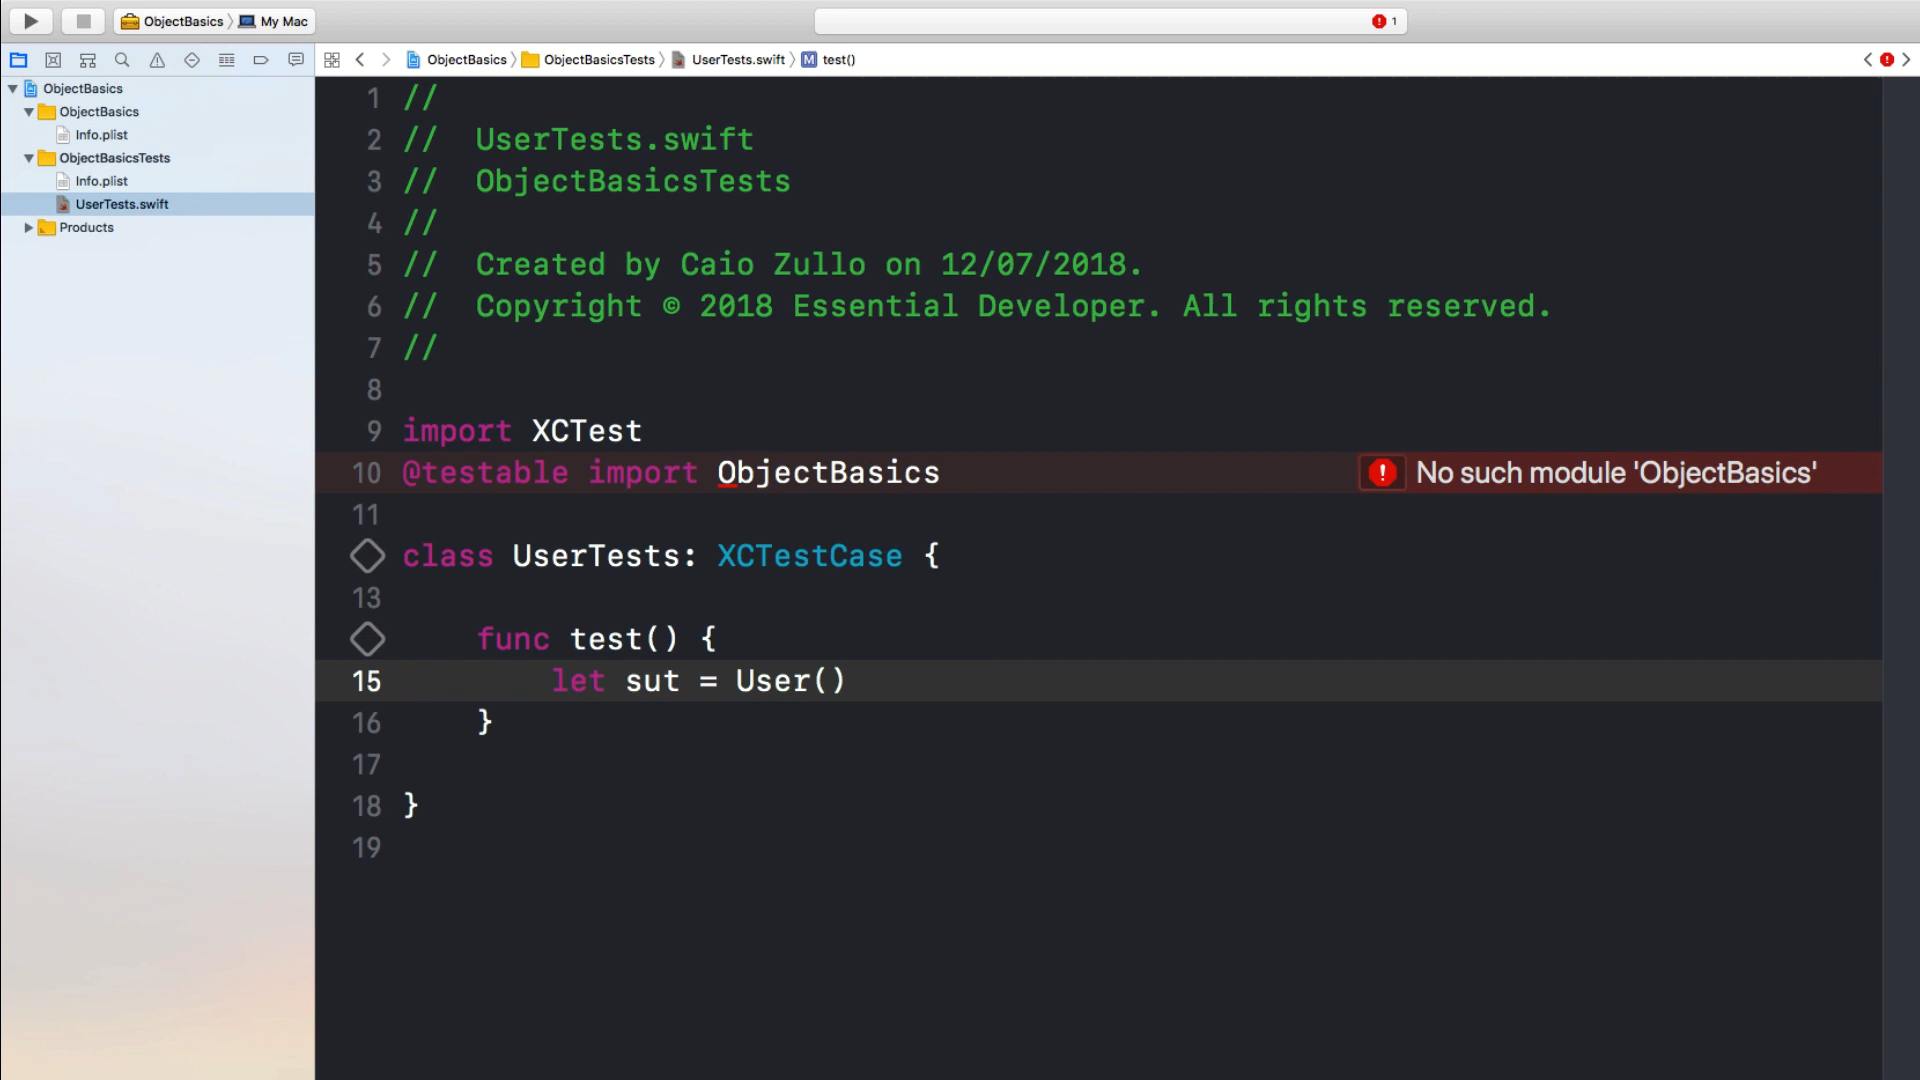 ObjectBasics My Mac
1
ObjectBasics ObjectBasicsTests UserTests.swift M test()
ObjectBasics
ObjectBasics
Info.plist
ObjectBasicsTests
Info.plist
UserTests.swift
Products
1 //
2 //  UserTests.swift
3 //  ObjectBasicsTests
4 //
5 //  Created by Caio Zullo on 12/07/2018.
6 //  Copyright © 2018 Essential Developer. All rights reserved.
7 //
8
9 import XCTest
10 @testable import ObjectBasics No such module 'ObjectBasics'
11
class UserTests: XCTestCase {
13
func test() {
15 let sut = User()
16 }
17
18 }
19